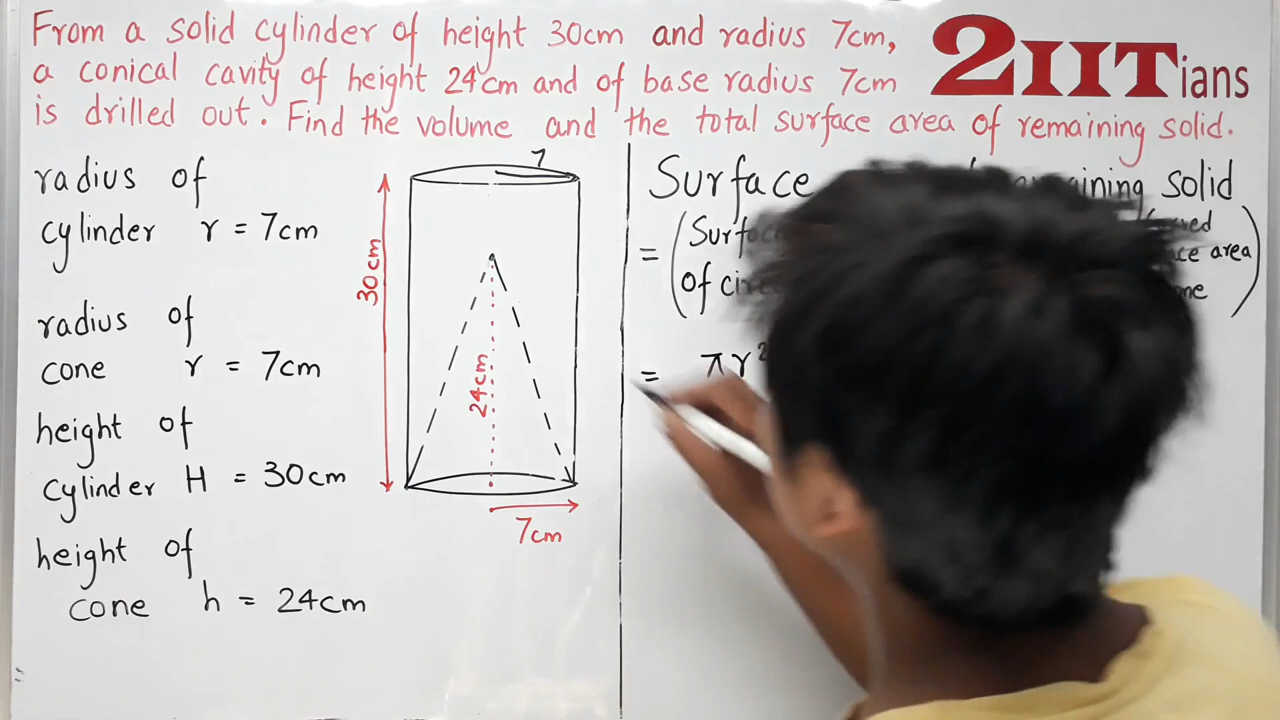 From a solid cylinder of height 30cm and radius 7cm,
a conical cavity of height 24cm and of base radius 7cm
is drilled out. Find the volume and the total surface area of remaining solid.
2IITians
radius of
cylinder r = 7cm
radius of
cone r = 7cm
height of
cylinder H = 30cm
height of
cone h = 24cm
7
30cm
24cm
7cm
Surface solid
= (
of
area)
= πr²